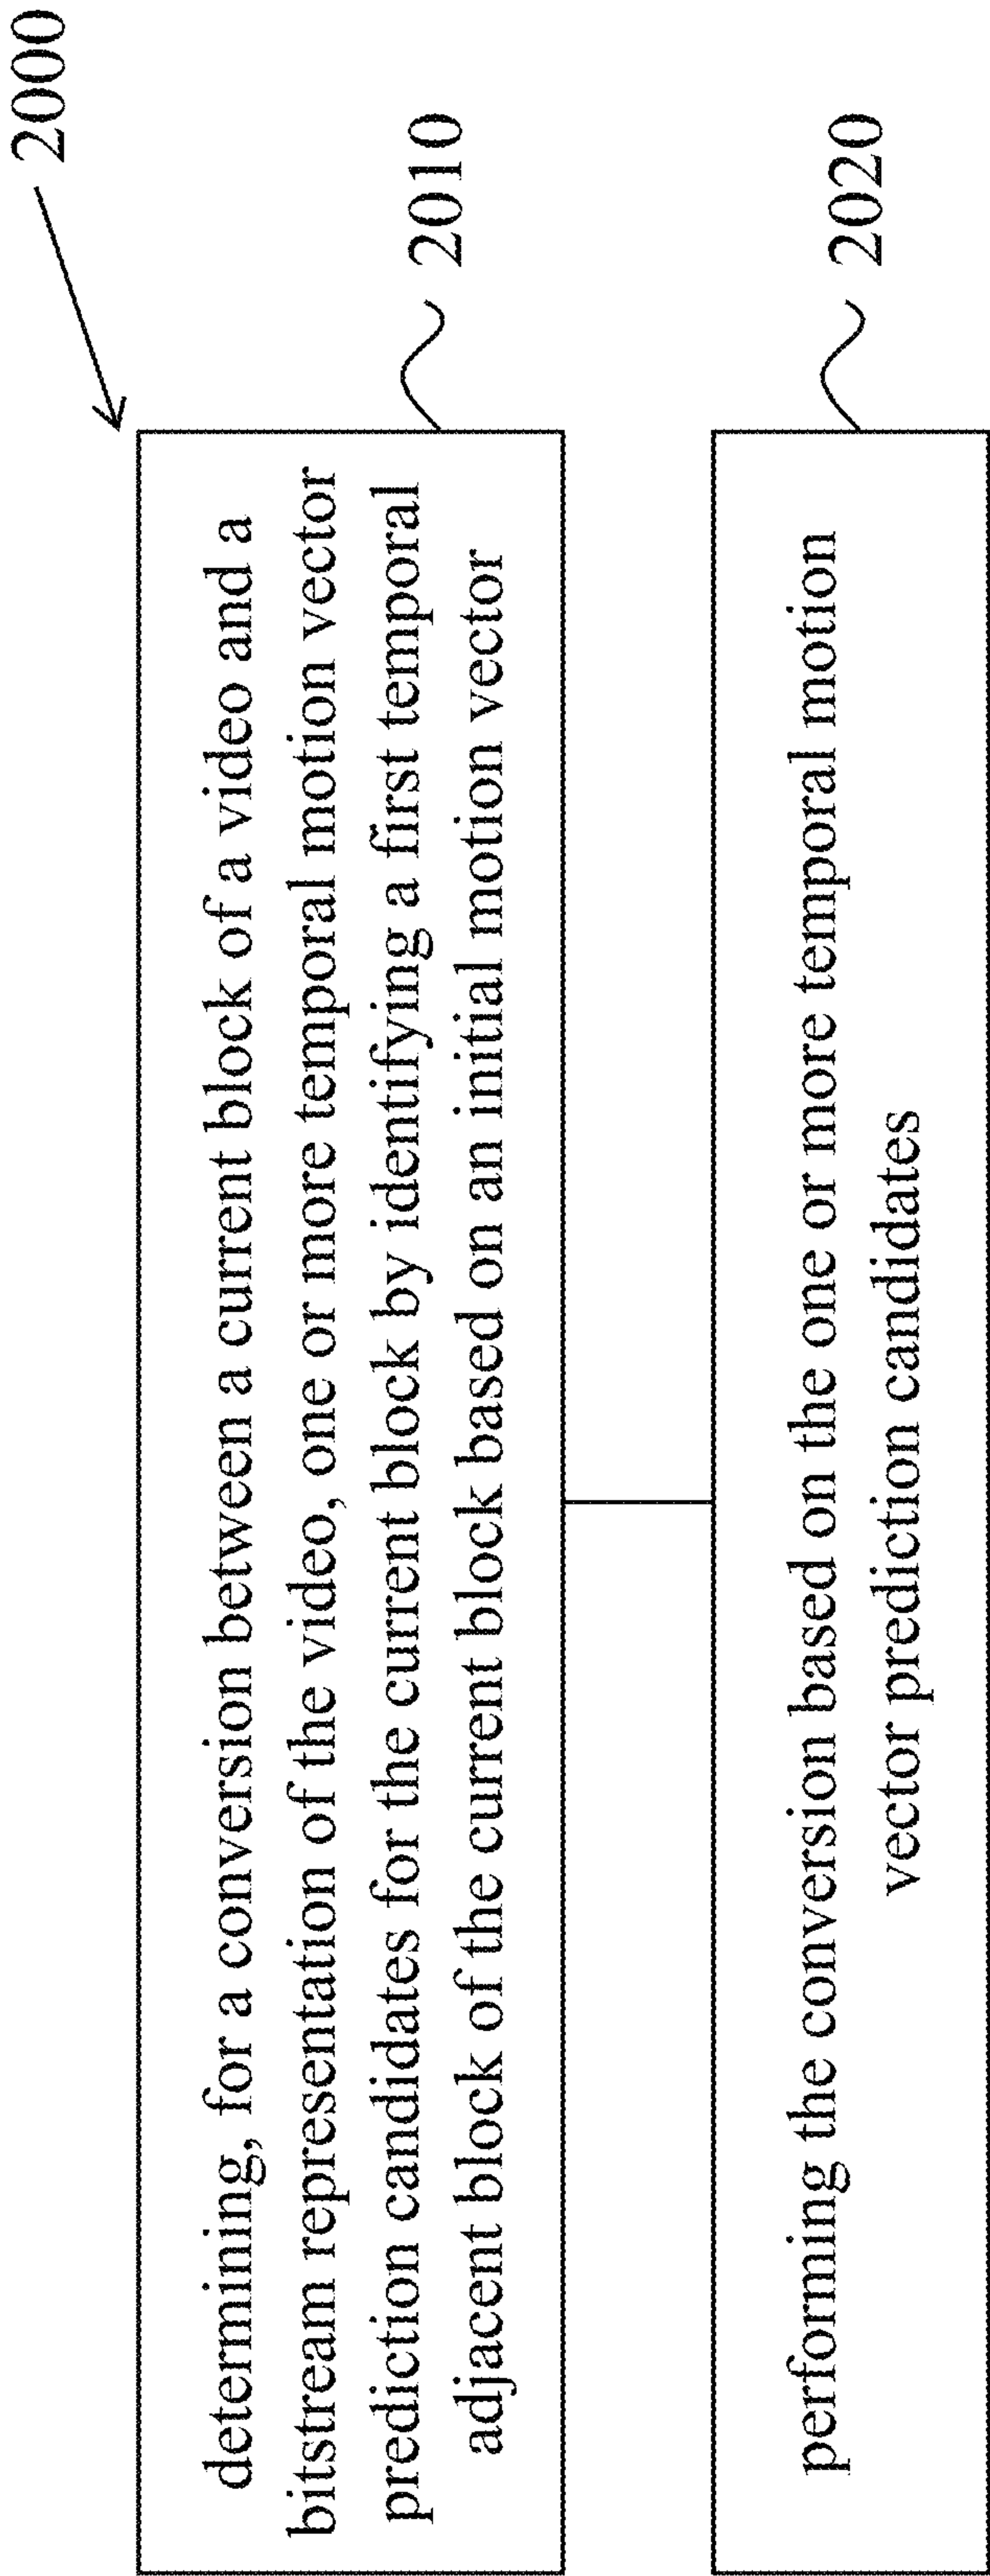 2000
determining, for a conversion between a current block of a video and a
bitstream representation of the video, one or more temporal motion vector
prediction candidates for the current block by identifying a first temporal
adjacent block of the current block based on an initial motion vector
2010
performing the conversion based on the one or more temporal motion
vector prediction candidates
2020